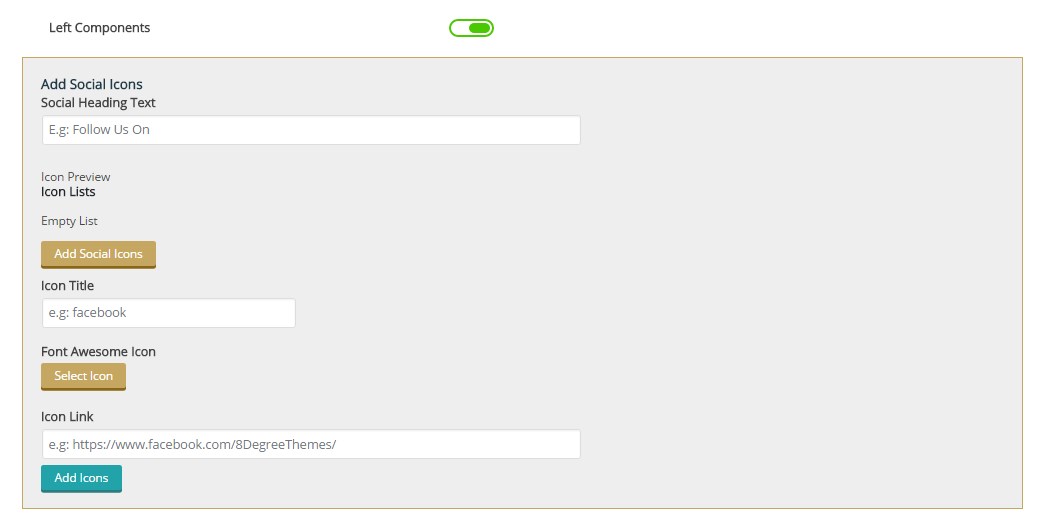 Left Components
Add Social Icons
Social Heading Text
E.g: Follow Us On
Icon Preview
Icon Lists
Empty List
Add Social Icons
Icon Title
e.g: facebook
Font Awesome Icon
Select Icon
Icon Link
e.g: https://www.facebook.com/8DegreeThemes/
Add Icons